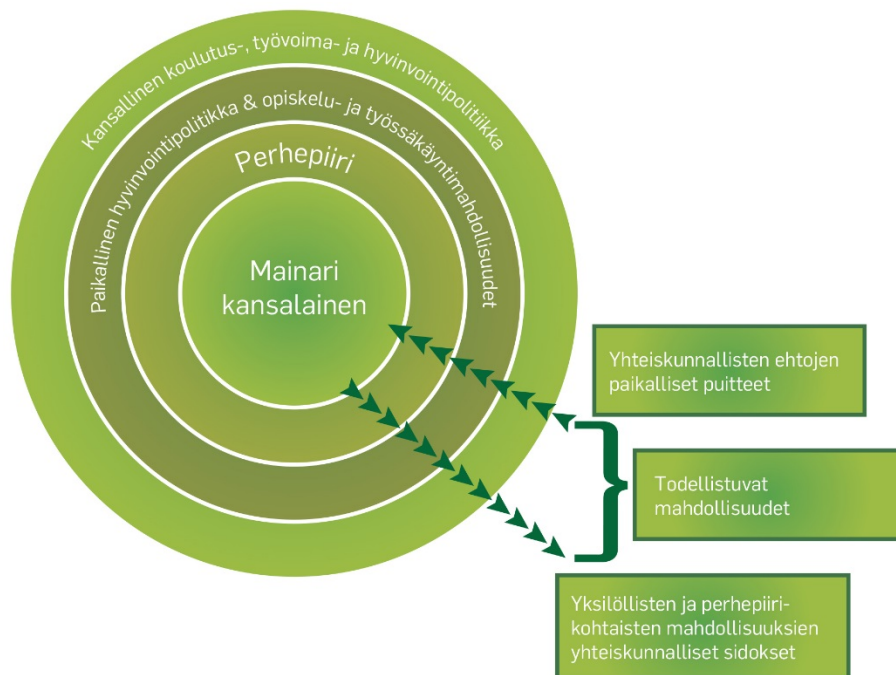 Kansallinen koulutus-, työvoima- ja hyvinvointipolitiikka
Paikallinen hyvinvointipolitikka & opiskelu- ja työssäkäyntimahdollisuudet
Perhepiiri
Mainari
kansalainen
Yhteiskunnallisten ehtojen
paikalliset puitteet
Todellistuvat
mahdollisuudet
Yksilöllisten ja perhepiiri-
kohtaisten mahdollisuuksien
yhteiskunnalliset sidokset